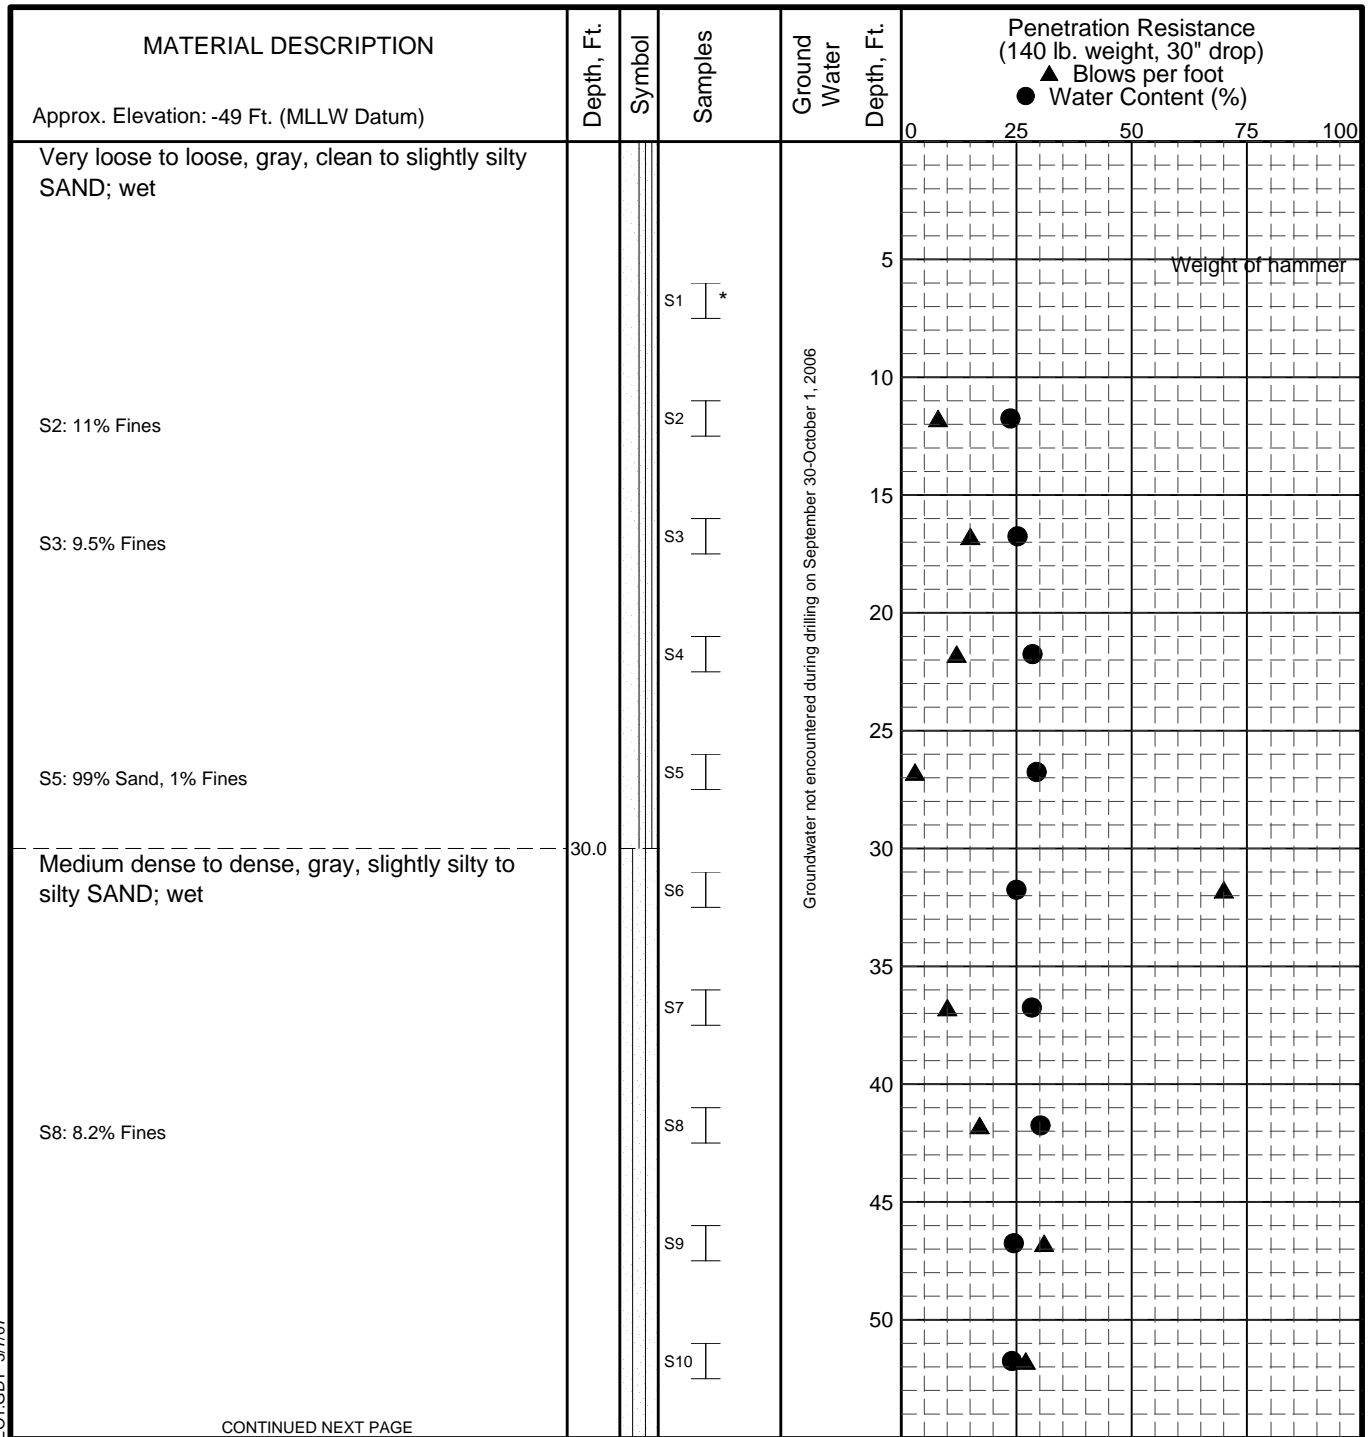 MATERIAL DESCRIPTION
Approx. Elevation: -49 Ft. (MLLW Datum)
Depth, Ft.
Symbol
Samples
Ground
Water
Depth, Ft.
Penetration Resistance
(140 lb. weight, 30" drop)
▲ Blows per foot
● Water Content (%)
0 25 50 75 100
Very loose to loose, gray, clean to slightly silty
SAND; wet
5
Weight of hammer
S1 *
10
S2: 11% Fines
S2
15
S3: 9.5% Fines
S3
20
S4
25
S5: 99% Sand, 1% Fines
S5
30.0
30
Medium dense to dense, gray, slightly silty to
silty SAND; wet
S6
35
S7
40
S8: 8.2% Fines
S8
45
S9
50
S10
Groundwater not encountered during drilling on September 30-October 1, 2006
CONTINUED NEXT PAGE